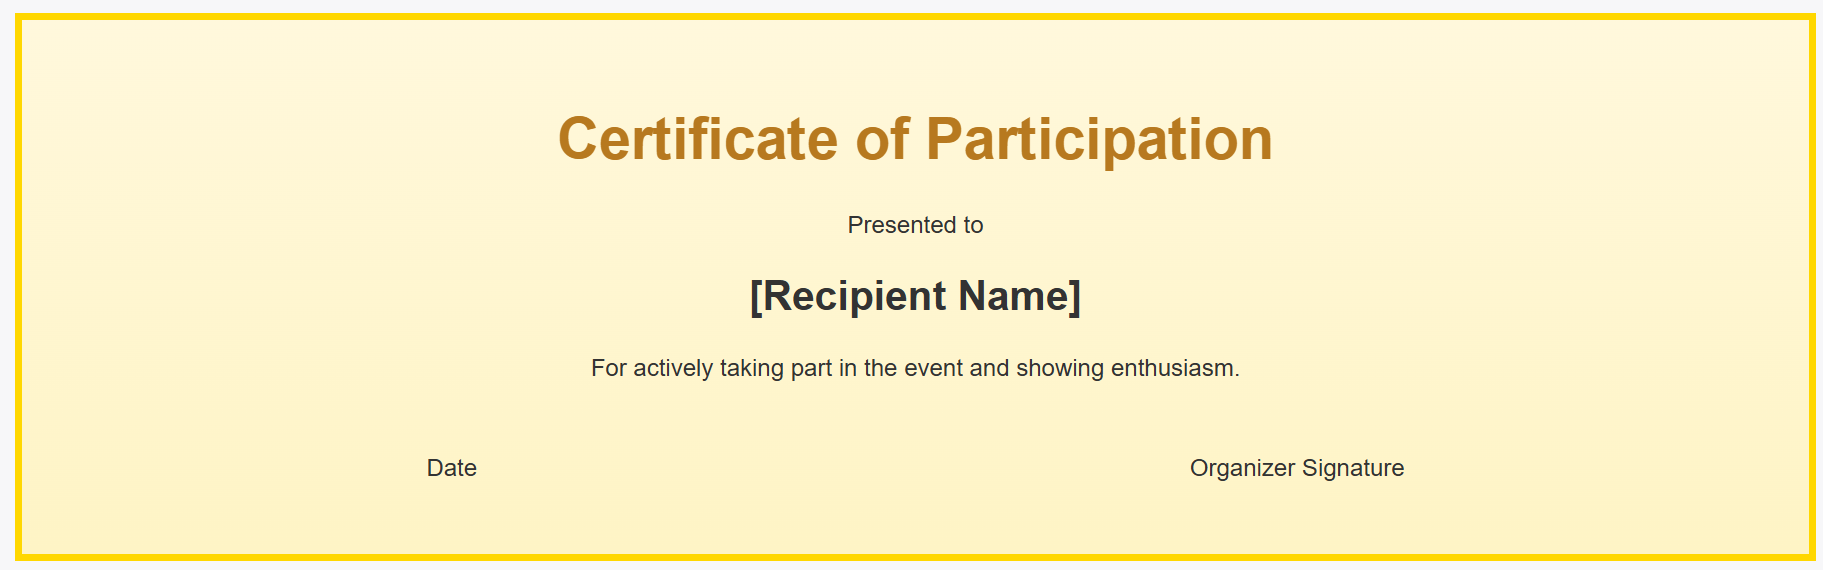 Certificate of Participation
Presented to
[Recipient Name]
For actively taking part in the event and showing enthusiasm.
Date Organizer Signature